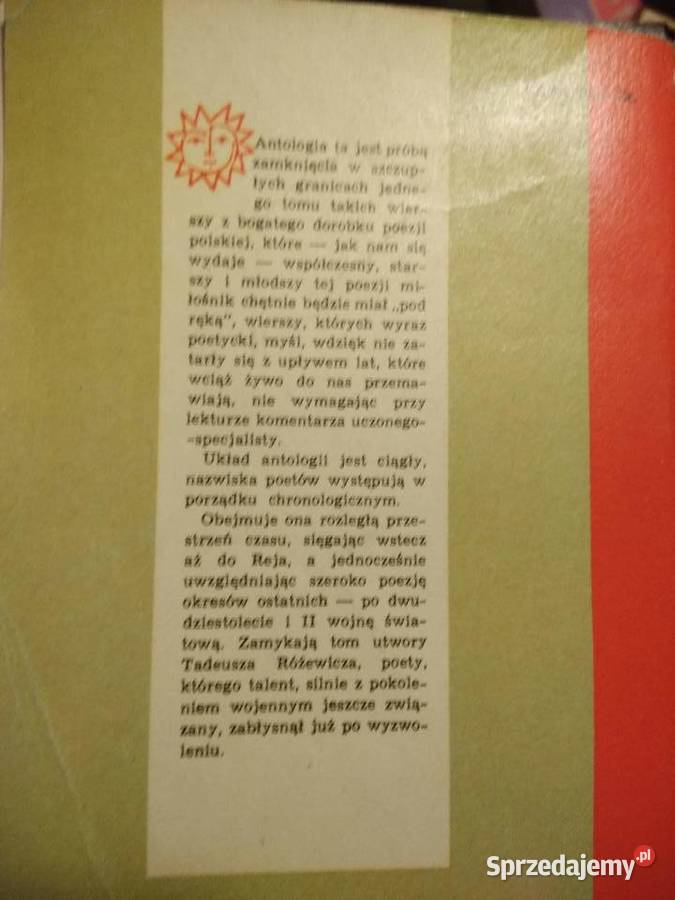 Antologia ta jest próbą
zamknięcia w szczup-
łych granicach jedne-
go tomu takich wier-
szy z bogatego dorobku poezji
polskiej, które — jak nam się
wydaje — współczesny, star-
szy i młodszy tej poezji mi-
łośnik chętnie będzie miał „pod
ręką", wierszy, których wyraz
poetycki, myśl, wdzięk nie za-
tarły się z upływem lat, które
wciąż żywo do nas przema-
wiają, nie wymagając przy
lekturze komentarza uczonego-
-specjalisty.
Układ antologii jest ciągły,
nazwiska poetów występują w
porządku chronologicznym.
Obejmuje ona rozległą prze-
strzeń czasu, sięgając wstecz
aż do Reja, a jednocześnie
uwzględniając szeroko poezję
okresów ostatnich — po dwu-
dziestolecie i II wojnę świa-
tową. Zamykają tom utwory
Tadeusza Różewicza, poety,
którego talent, silnie z pokole-
niem wojennym jeszcze zwią-
zany, zabłysnął już po wyzwo-
leniu.
Sprzedajemy.pl